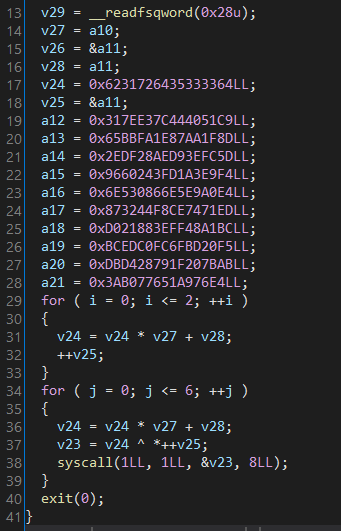 13 v29 = __readfsqword(0x28u);
14 v27 = a10;
15 v26 = &a11;
16 v28 = a11;
17 v24 = 0x6231726435333364LL;
18 v25 = &a11;
19 a12 = 0x317EE37C444051C9LL;
20 a13 = 0x65BBFA1E87AA1F8DLL;
21 a14 = 0x2EDF28AED93EFC5DLL;
22 a15 = 0x9660243FD1A3E9F4LL;
23 a16 = 0x6E530866E5E9A0E4LL;
24 a17 = 0x873244F8CE7471EDLL;
25 a18 = 0xD021883EFF48A1BCLL;
26 a19 = 0xBCEDC0FC6FBD20F5LL;
27 a20 = 0xDBD428791F207BABLL;
28 a21 = 0x3AB077651A976E4LL;
29 for ( i = 0; i <= 2; ++i )
30 {
31 v24 = v24 * v27 + v28;
32 ++v25;
33 }
34 for ( j = 0; j <= 6; ++j )
35 {
36 v24 = v24 * v27 + v28;
37 v23 = v24 ^ *++v25;
38 syscall(1LL, 1LL, &v23, 8LL);
39 }
40 exit(0);
41 }